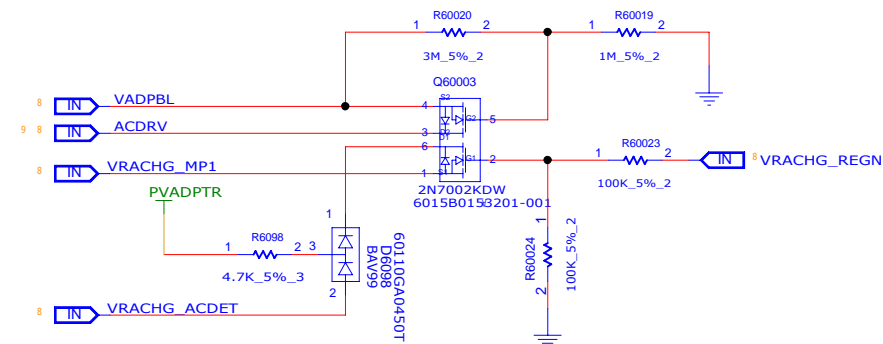 R60020
1 2
3M_5%_2
R60019
1 2
1M_5%_2
Q60003
8 IN VADPBL 4 S2 G2 5
9 8 IN ACDRV 3 D2
D1
6
8 IN VRACHG_MP1 1 S1 G1 2
2N7002KDW
6015B0153201-001
R60023
1 2
100K_5%_2
IN 8 VRACHG_REGN
PVADPTR
R6098
1 2
4.7K_5%_3
1
3
2
60110GA0450T
D6098
BAV99
1
R60024
2
100K_5%_2
8 IN VRACHG_ACDET